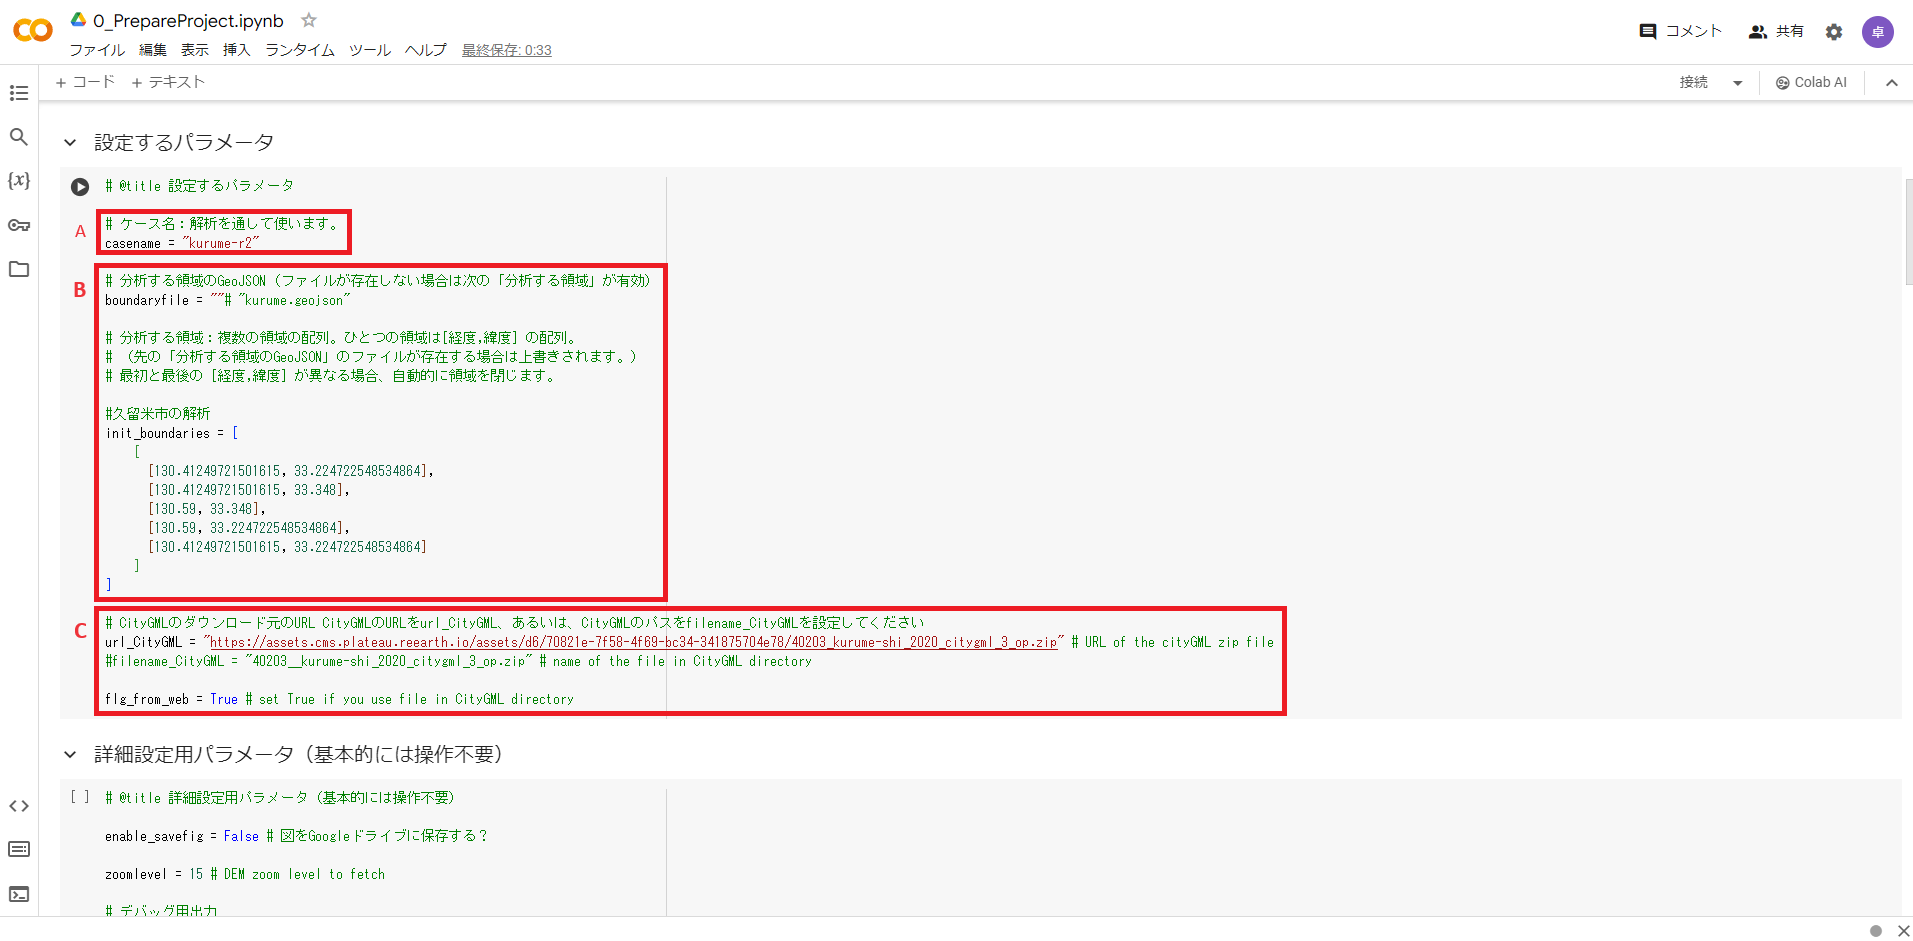 0_PrepareProject.ipynb
ファイル 編集 表示 挿入 ランタイム ツール ヘルプ 最終保存: 0:33
コメント 共有 卓
+ コード + テキスト
接続 Colab AI
設定するパラメータ
# @title 設定するパラメータ
A
# ケース名：解析を通して使います。
casename = "kurume-r2"
B
# 分析する領域のGeoJSON（ファイルが存在しない場合は次の「分析する領域」が有効）
boundaryfile = ""# "kurume.geojson"
# 分析する領域：複数の領域の配列。ひとつの領域は[経度,緯度] の配列。
# （先の「分析する領域のGeoJSON」のファイルが存在する場合は上書きされます。）
# 最初と最後の [経度,緯度] が異なる場合、自動的に領域を閉じます。
#久留米市の解析
init_boundaries = [
[
[130.41249721501615, 33.224722548534864],
[130.41249721501615, 33.348],
[130.59, 33.348],
[130.59, 33.224722548534864],
[130.41249721501615, 33.224722548534864]
]
]
C
# CityGMLのダウンロード元のURL CityGMLのURLをurl_CityGML、あるいは、CityGMLのパスをfilename_CityGMLを設定してください
url_CityGML = "https://assets.cms.plateau.reearth.io/assets/d6/70821e-7f58-4f69-bc34-341875704e78/40203_kurume-shi_2020_citygml_3_op.zip" # URL of the cityGML zip file
#filename_CityGML = "40203__kurume-shi_2020_citygml_3_op.zip" # name of the file in CityGML directory
flg_from_web = True # set True if you use file in CityGML directory
詳細設定用パラメータ（基本的には操作不要）
[ ] # @title 詳細設定用パラメータ（基本的には操作不要）
enable_savefig = False # 図をGoogleドライブに保存する？
zoomlevel = 15 # DEM zoom level to fetch
# デバッグ用出力